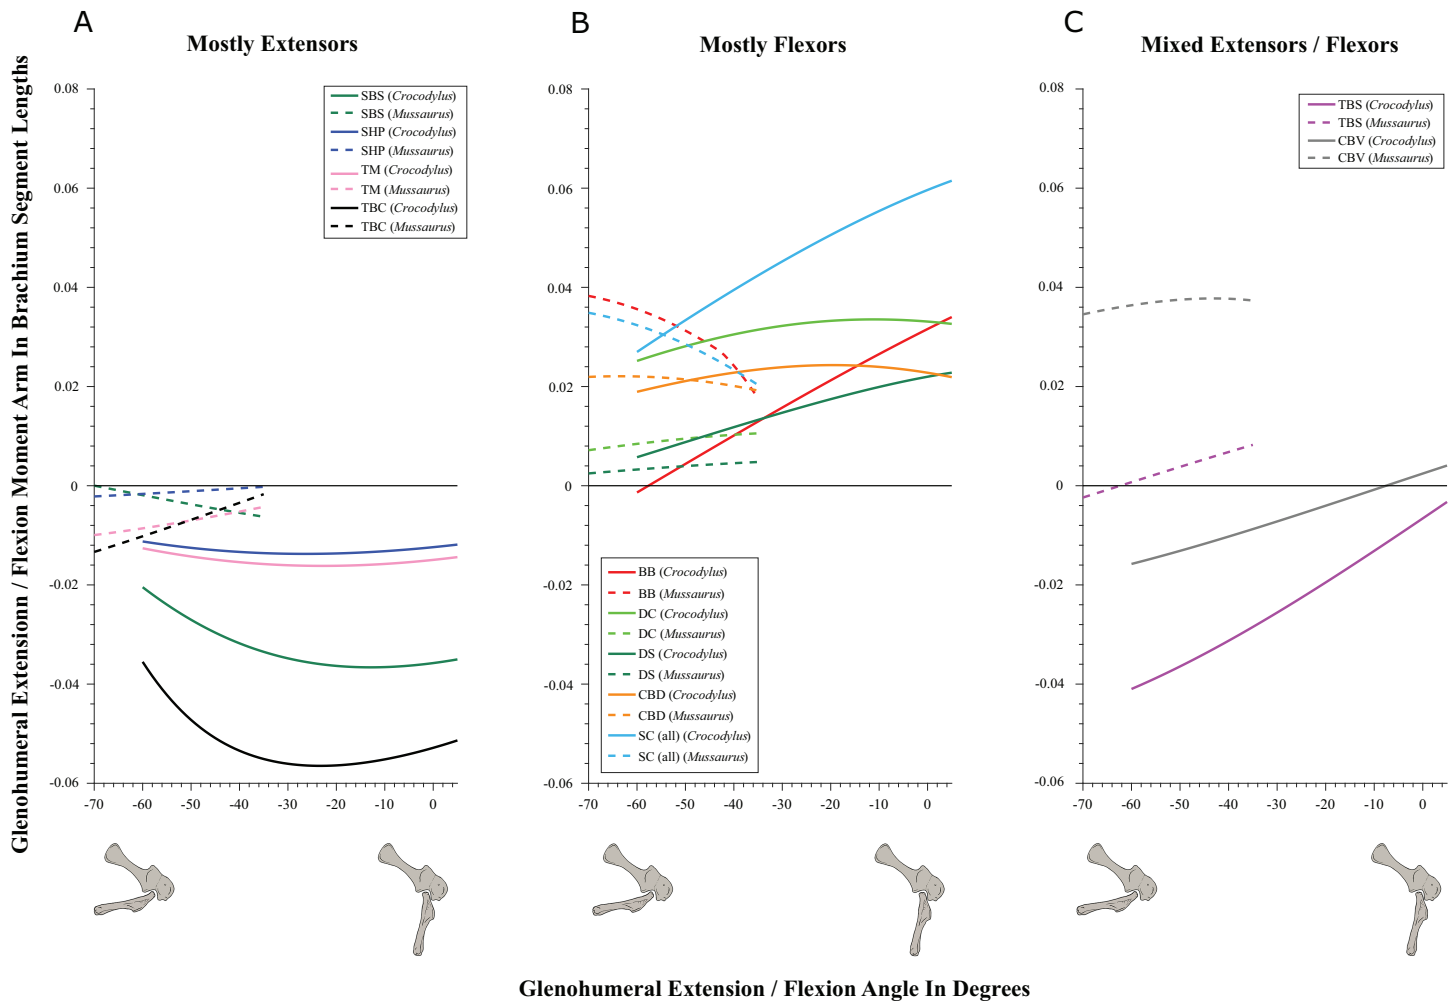 A
B
C
Mostly Extensors
Mostly Flexors
Mixed Extensors / Flexors
Glenohumeral Extensionn / Flexion Moment Arm In Brachium Segment Lengths
0.08
0.06
0.04
0.02
0
-0.02
-0.04
-0.06
-70 -60 -50 -40 -30 -20 -10 0
SBS (Crocodylus)
SBS (Mussaurus)
SHP (Crocodylus)
SHP (Mussaurus)
TM (Crocodylus)
TM (Mussaurus)
TBC (Crocodylus)
TBC (Mussaurus)
0.08
0.06
0.04
0.02
0
-0.02
-0.04
-0.06
-70 -60 -50 -40 -30 -20 -10 0
BB (Crocodylus)
BB (Mussaurus)
DC (Crocodylus)
DC (Mussaurus)
DS (Crocodylus)
DS (Mussaurus)
CBD (Crocodylus)
CBD (Mussaurus)
SC (all) (Crocodylus)
SC (all) (Mussaurus)
0.08
0.06
0.04
0.02
0
-0.02
-0.04
-0.06
-70 -60 -50 -40 -30 -20 -10 0
TBS (Crocodylus)
TBS (Mussaurus)
CBV (Crocodylus)
CBV (Mussaurus)
Glenohumeral Extension / Flexion Angle In Degrees